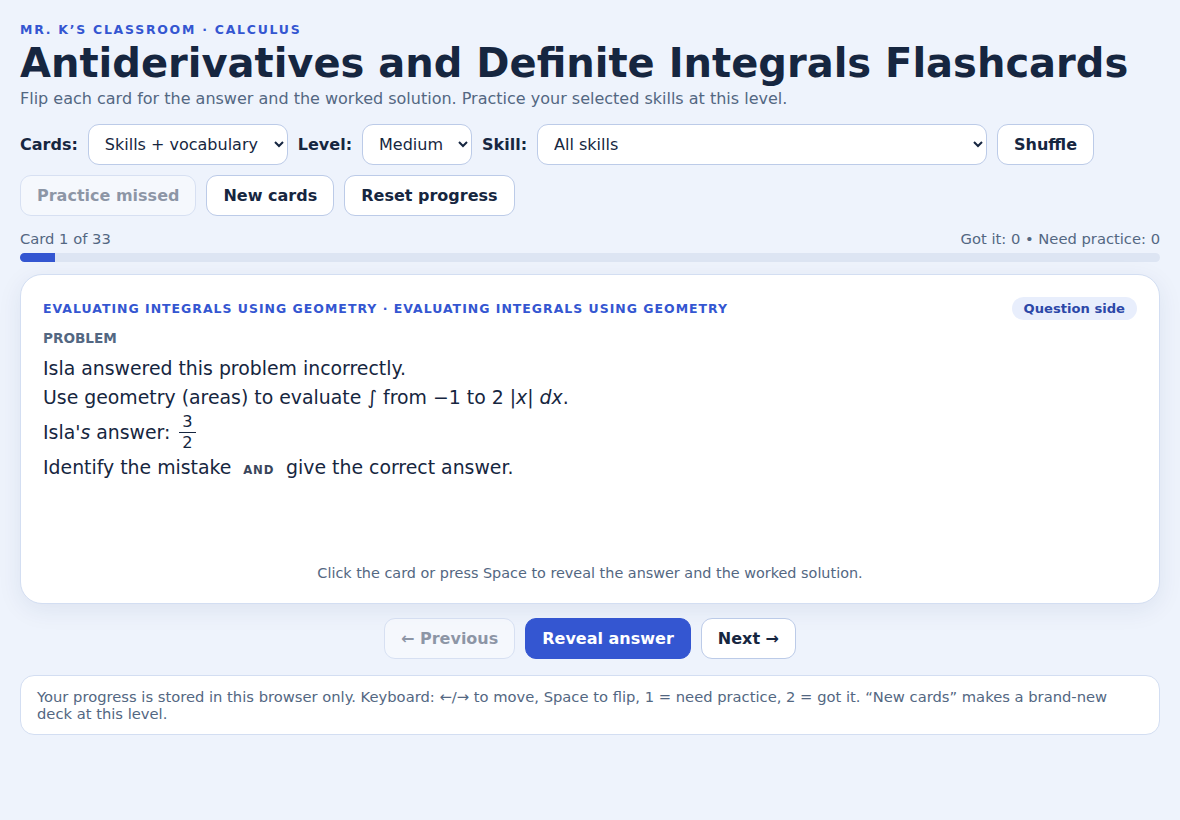 MR. K’S CLASSROOM · CALCULUS
Antiderivatives and Definite Integrals Flashcards
Flip each card for the answer and the worked solution. Practice your selected skills at this level.
Cards: Skills + vocabulary Level: Medium Skill: All skills Shuffle
Practice missed New cards Reset progress
Card 1 of 33 Got it: 0 • Need practice: 0
EVALUATING INTEGRALS USING GEOMETRY · EVALUATING INTEGRALS USING GEOMETRY Question side
PROBLEM
Isla answered this problem incorrectly.
Use geometry (areas) to evaluate ∫ from −1 to 2 |x| dx.
Isla's answer: 3/2
Identify the mistake AND give the correct answer.
Click the card or press Space to reveal the answer and the worked solution.
← Previous Reveal answer Next →
Your progress is stored in this browser only. Keyboard: ←/→ to move, Space to flip, 1 = need practice, 2 = got it. “New cards” makes a brand-new
deck at this level.